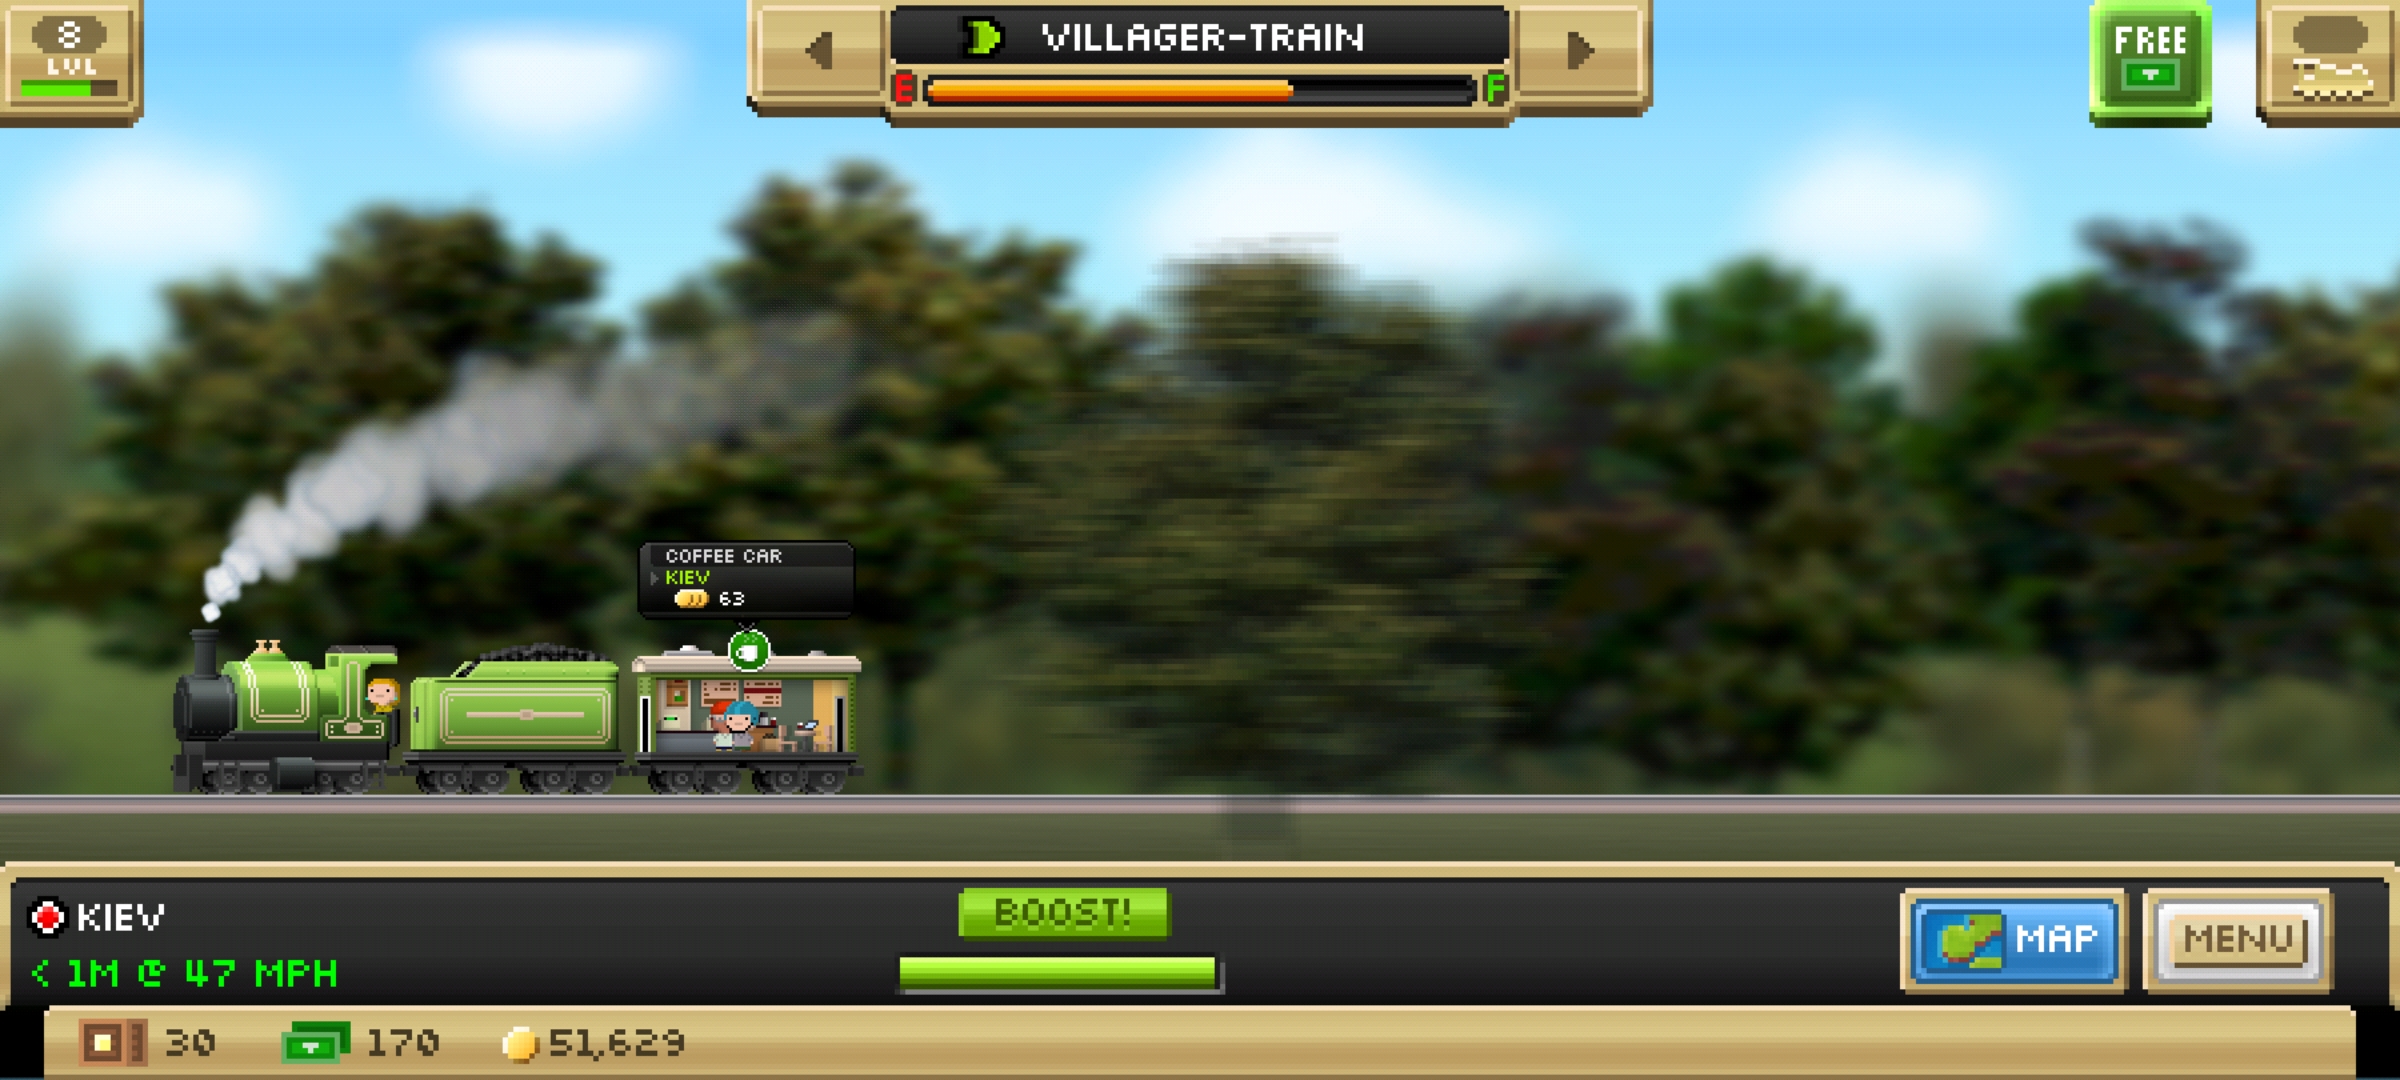 8
LVL
VILLAGER-TRAIN
E F
FREE
COFFEE CAR
KIEV
63
KIEV
< 1M @ 47 MPH
BOOST!
MAP
MENU
30 170 51,629